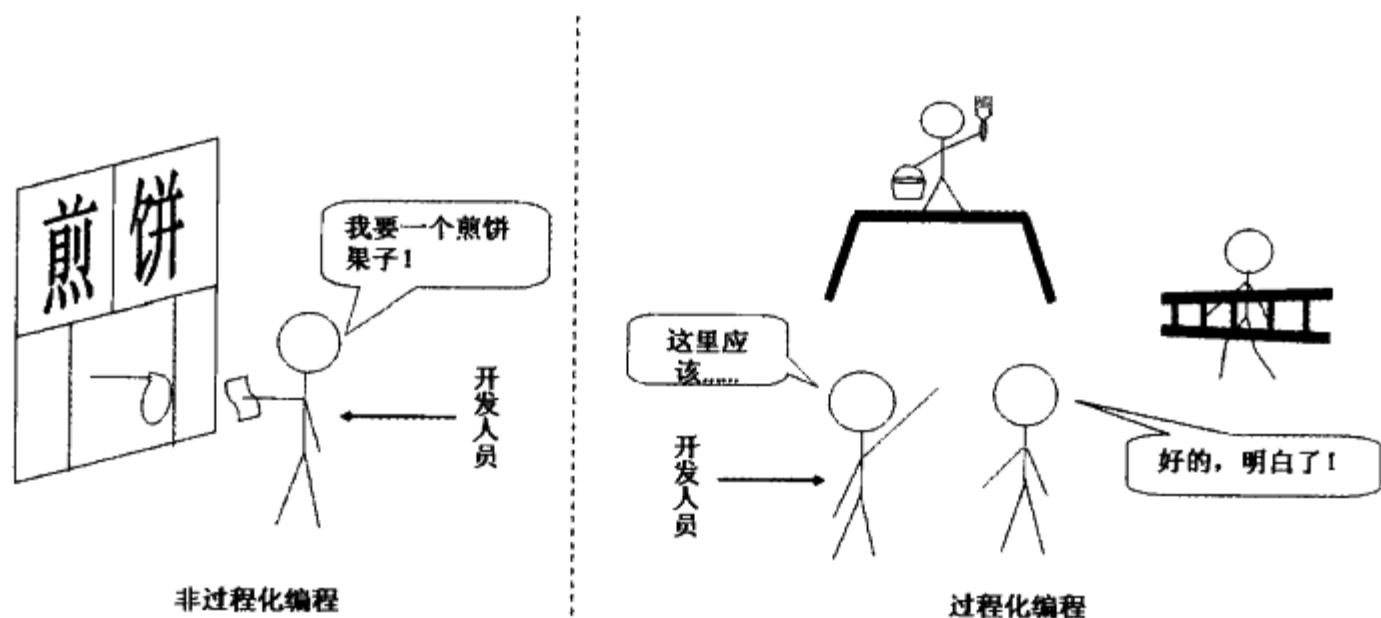 煎饼
我要一个煎饼
果子！
开发人员
非过程化编程
这里应
该……
开发人员
好的，明白了！
过程化编程